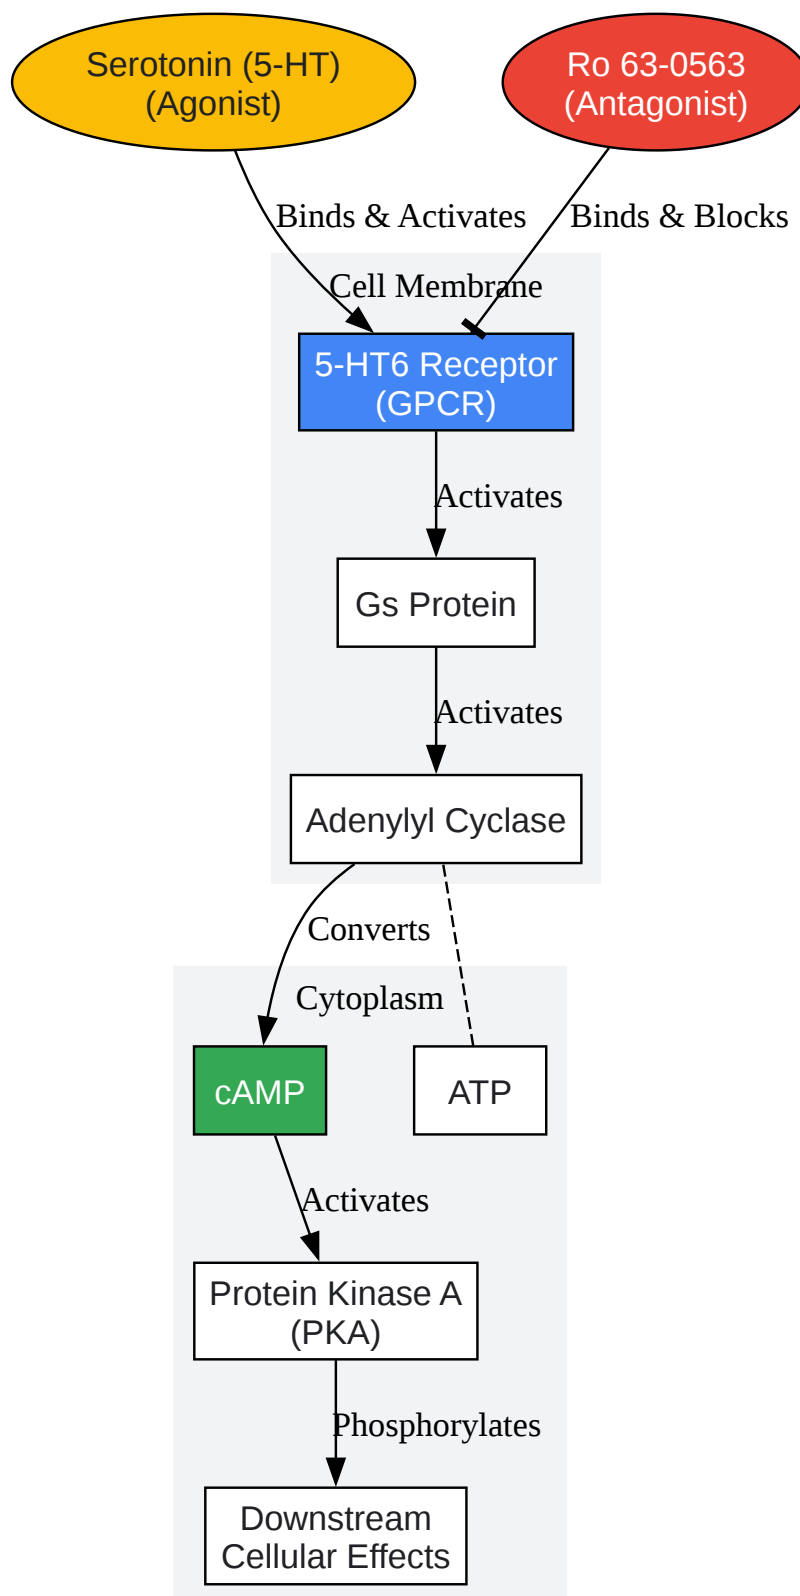 Serotonin (5-HT)
(Agonist)
Ro 63-0563
(Antagonist)
Binds & Activates
Binds & Blocks
Cell Membrane
5-HT6 Receptor
(GPCR)
Activates
Gs Protein
Activates
Adenylyl Cyclase
Converts
Cytoplasm
cAMP
ATP
Activates
Protein Kinase A
(PKA)
Phosphorylates
Downstream
Cellular Effects